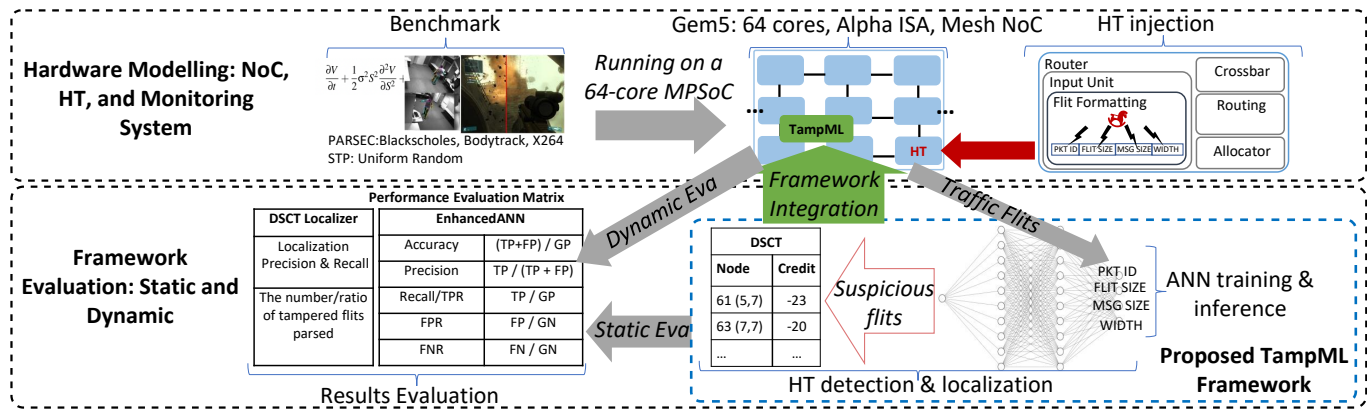 Hardware Modelling: NoC,
HT, and Monitoring
System
Benchmark
∂V/∂t + 1/2 σ²S² ∂²V/∂S² +
PARSEC:Blackscholes, Bodytrack, X264
STP: Uniform Random
Running on a
64-core MPSoC
Gem5: 64 cores, Alpha ISA, Mesh NoC
...
...
TampML
HT
HT injection
Router
Input Unit
Flit Formatting
PKT ID FLIT SIZE MSG SIZE WIDTH
Crossbar
Routing
Allocator
Framework
Evaluation: Static and
Dynamic
Performance Evaluation Matrix
DSCT Localizer
EnhancedANN
Localization
Precision & Recall
The number/ratio
of tampered flits
parsed
Accuracy (TP+FP) / GP
Precision TP / (TP + FP)
Recall/TPR TP / GP
FPR FP / GN
FNR FN / GN
Results Evaluation
Dynamic Eva
Static Eva
Framework
Integration
Traffic Flits
DSCT
Node Credit
61 (5,7) -23
63 (7,7) -20
... ...
Suspicious
flits
HT detection & localization
PKT ID
FLIT SIZE
MSG SIZE
WIDTH
ANN training &
inference
Proposed TampML
Framework